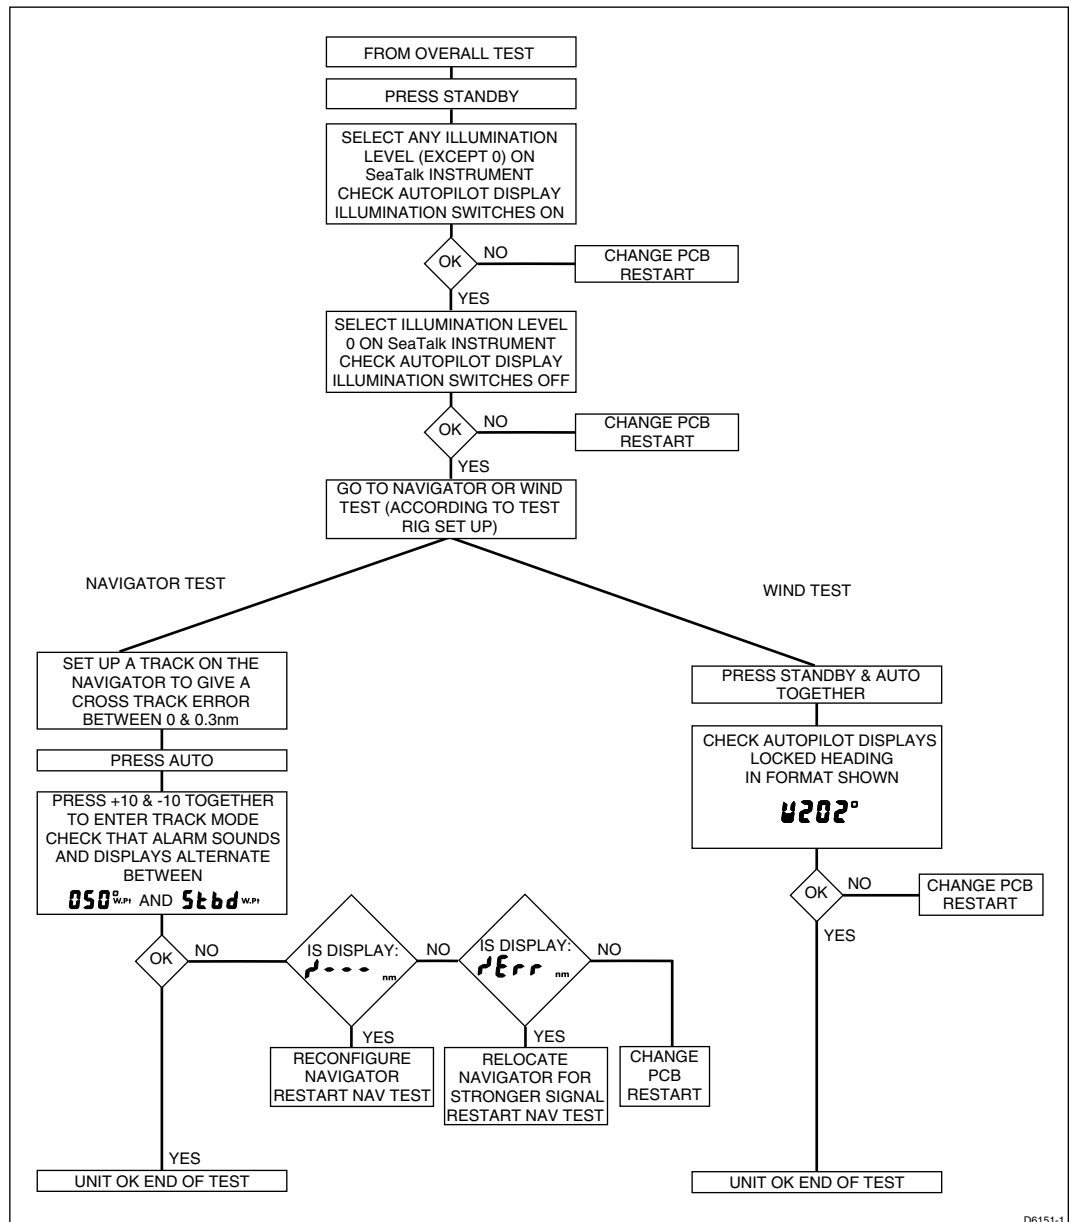 FROM OVERALL TEST
PRESS STANDBY
SELECT ANY ILLUMINATION
LEVEL (EXCEPT 0) ON
SeaTalk INSTRUMENT
CHECK AUTOPILOT DISPLAY
ILLUMINATION SWITCHES ON
OK
NO
CHANGE PCB
RESTART
YES
SELECT ILLUMINATION LEVEL
0 ON SeaTalk INSTRUMENT
CHECK AUTOPILOT DISPLAY
ILLUMINATION SWITCHES OFF
OK
NO
CHANGE PCB
RESTART
YES
GO TO NAVIGATOR OR WIND
TEST (ACCORDING TO TEST
RIG SET UP)
NAVIGATOR TEST
SET UP A TRACK ON THE
NAVIGATOR TO GIVE A
CROSS TRACK ERROR
BETWEEN 0 & 0.3nm
PRESS AUTO
PRESS +10 & -10 TOGETHER
TO ENTER TRACK MODE
CHECK THAT ALARM SOUNDS
AND DISPLAYS ALTERNATE
BETWEEN
050° W.Pt AND Stbd W.Pt
OK
NO
IS DISPLAY:
---- nm
NO
IS DISPLAY:
Err nm
NO
YES
RECONFIGURE
NAVIGATOR
RESTART NAV TEST
YES
RELOCATE
NAVIGATOR FOR
STRONGER SIGNAL
RESTART NAV TEST
CHANGE
PCB
RESTART
YES
UNIT OK END OF TEST
WIND TEST
PRESS STANDBY & AUTO
TOGETHER
CHECK AUTOPILOT DISPLAYS
LOCKED HEADING
IN FORMAT SHOWN
W202°
OK
NO
CHANGE PCB
RESTART
YES
UNIT OK END OF TEST
D6151-1